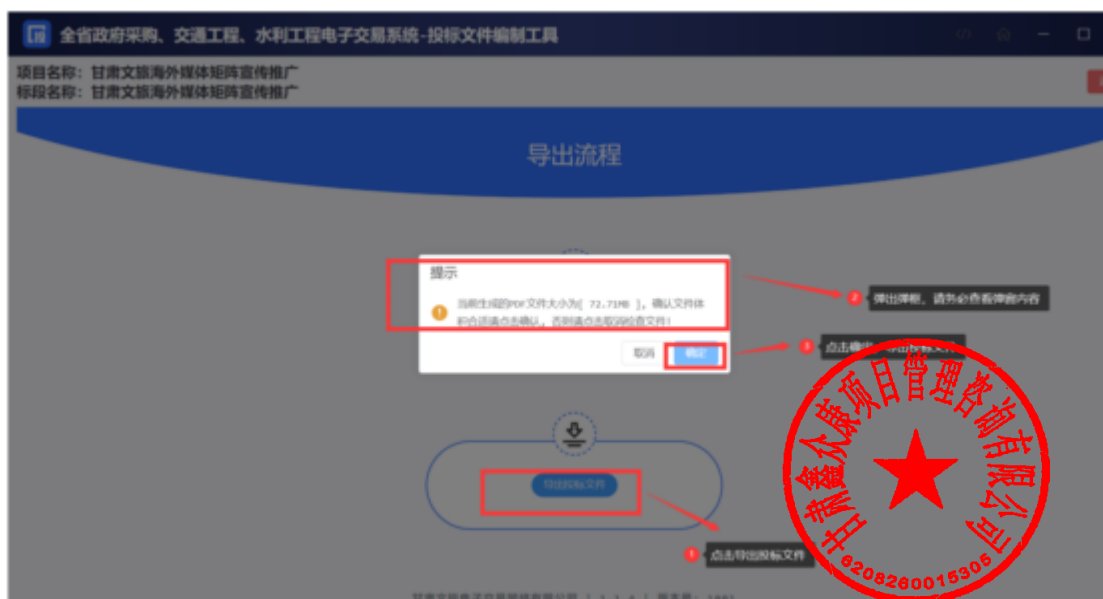 投
全省政府采购、交通工程、水利工程电子交易系统-投标文件编制工具
项目名称：甘肃文旅海外媒体矩阵宣传推广
标段名称：甘肃文旅海外媒体矩阵宣传推广
导出流程
提示
当前生成的PDF文件大小为[ 72.71MB ]，确认文件体
积合适请点击确认，否则请点击取消检查文件！
取消 确定
2 弹出弹框，请务必查看弹窗内容
3 点击确定，导出投标文件
导出投标文件
1 点击导出投标文件
甘肃鑫众康项目管理咨询有限公司
6208260015305